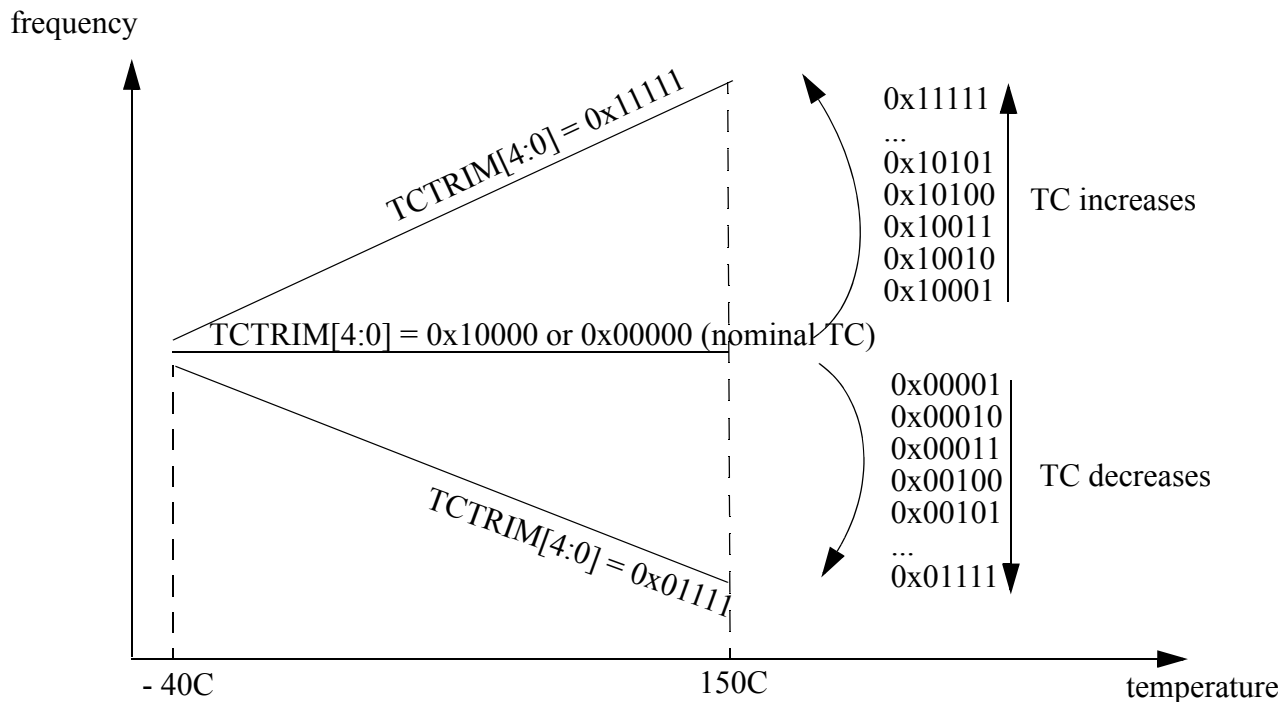 frequency
TCTRIM[4:0] = 0x11111
0x11111
...
0x10101
0x10100
0x10011
0x10010
0x10001
TC increases
TCTRIM[4:0] = 0x10000 or 0x00000 (nominal TC)
0x00001
0x00010
0x00011
0x00100
0x00101
...
0x01111
TC decreases
TCTRIM[4:0] = 0x01111
- 40C
150C
temperature